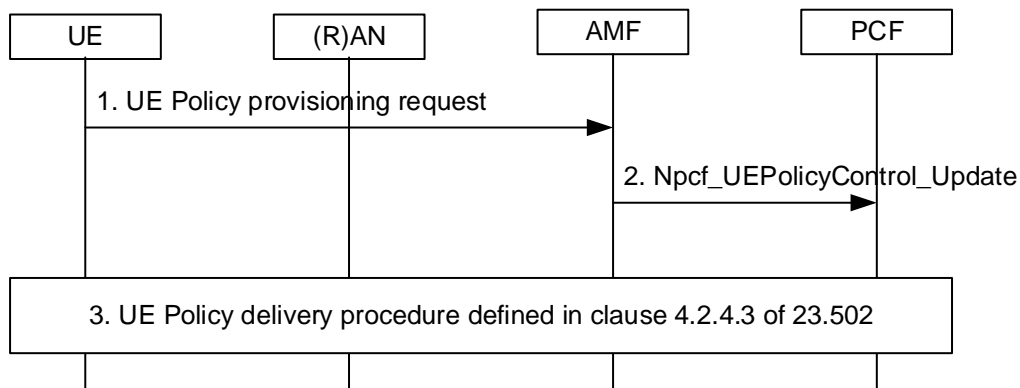 UE
(R)AN
AMF
PCF
1. UE Policy provisioning request
2. Npcf_UEPolicyControl_Update
3. UE Policy delivery procedure defined in clause 4.2.4.3 of 23.502